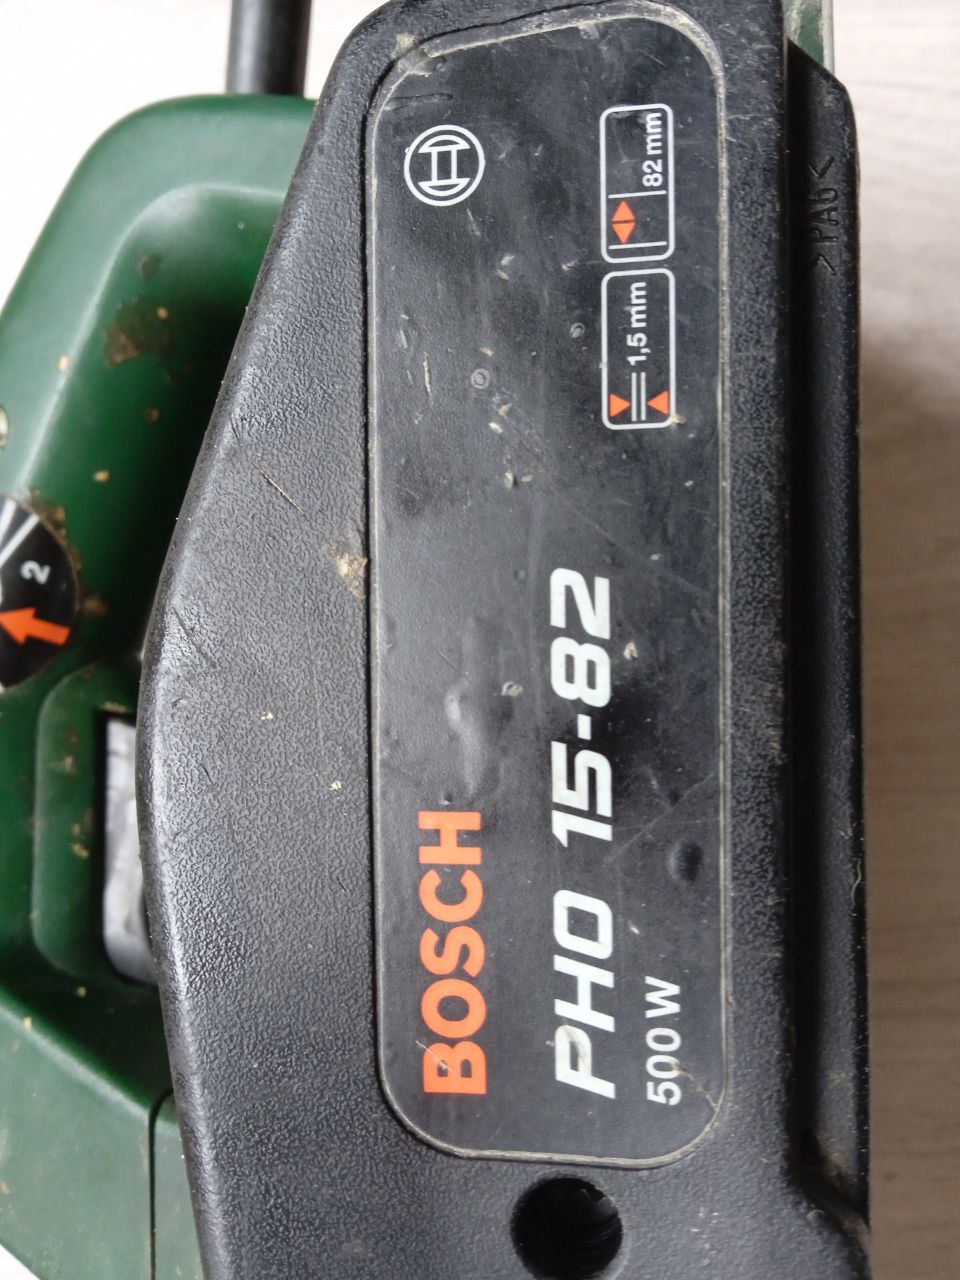 BOSCH
PHO 15-82
500 W
1,5 mm
82 mm
>PA6<
2